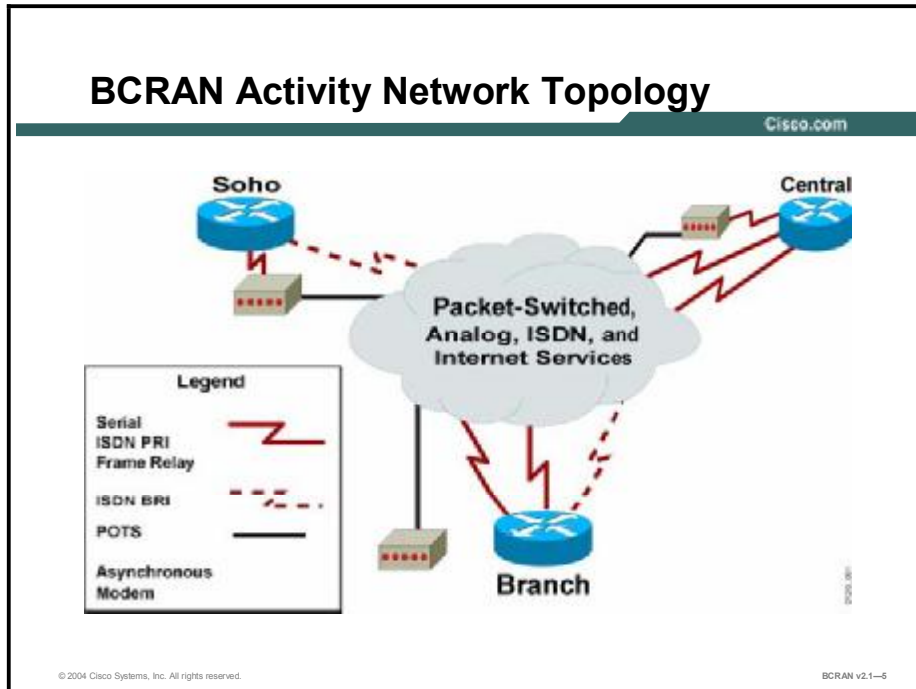 BCRAN Activity Network Topology
Cisco.com
Soho
Central
Packet-Switched,
Analog, ISDN, and
Internet Services
Legend
Serial
ISDN PRI
Frame Relay
ISDN BRI
POTS
Asynchronous
Modem
Branch
© 2004 Cisco Systems, Inc. All rights reserved.
BCRAN v2.1—5